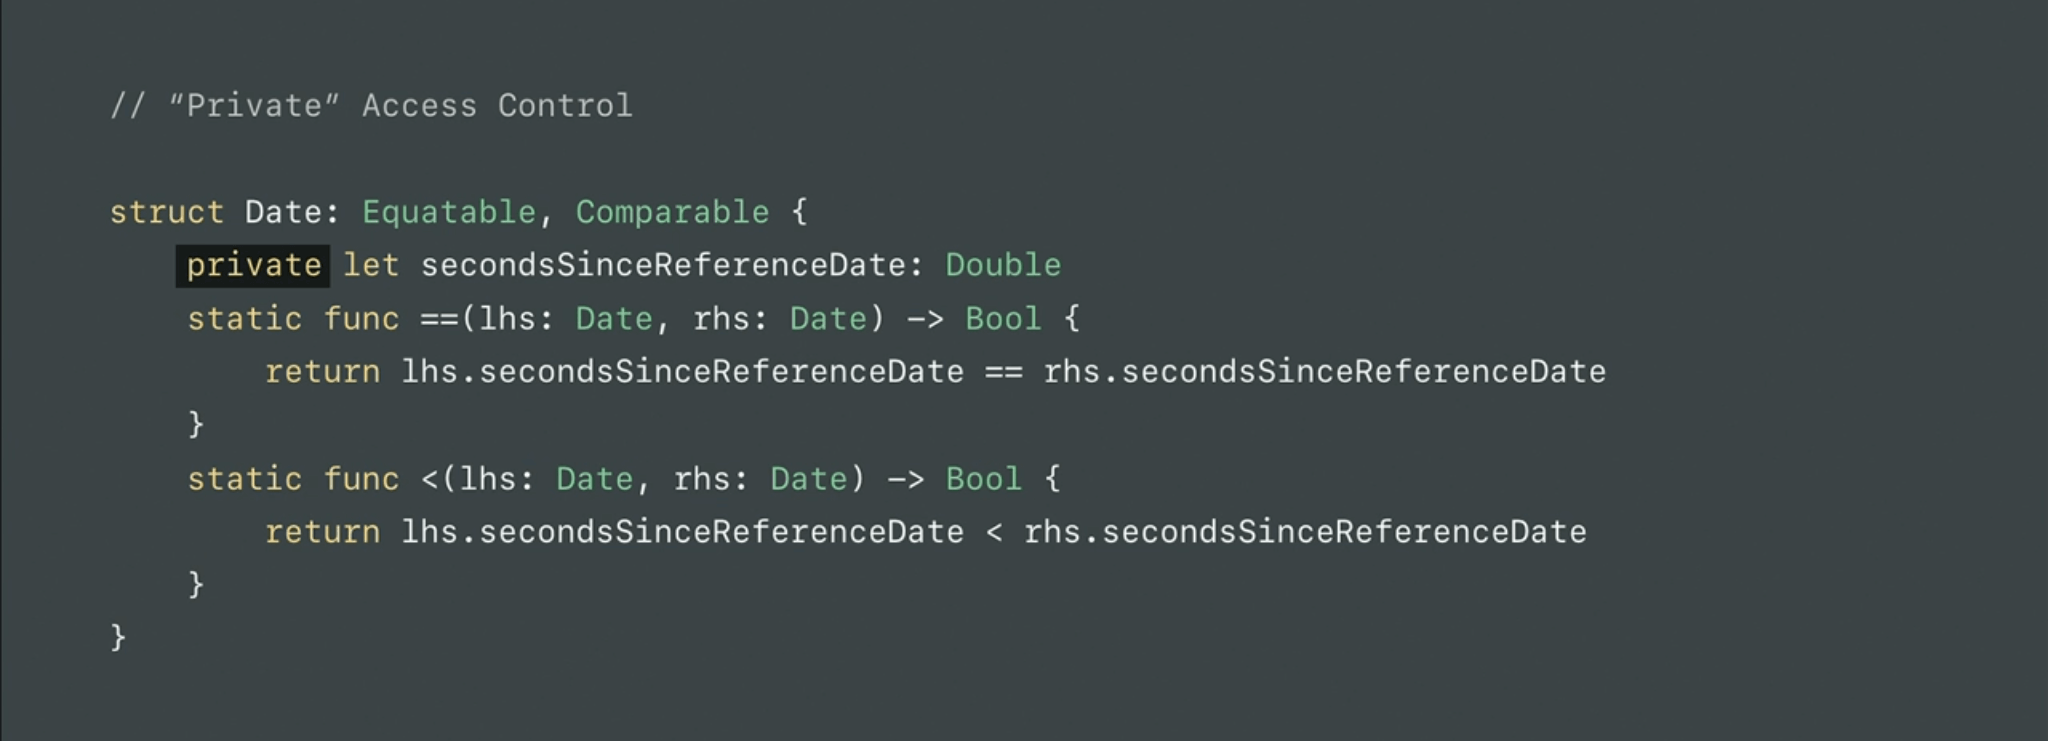 // “Private” Access Control
struct Date: Equatable, Comparable {
private let secondsSinceReferenceDate: Double
static func ==(lhs: Date, rhs: Date) -> Bool {
return lhs.secondsSinceReferenceDate == rhs.secondsSinceReferenceDate
}
static func <(lhs: Date, rhs: Date) -> Bool {
return lhs.secondsSinceReferenceDate < rhs.secondsSinceReferenceDate
}
}